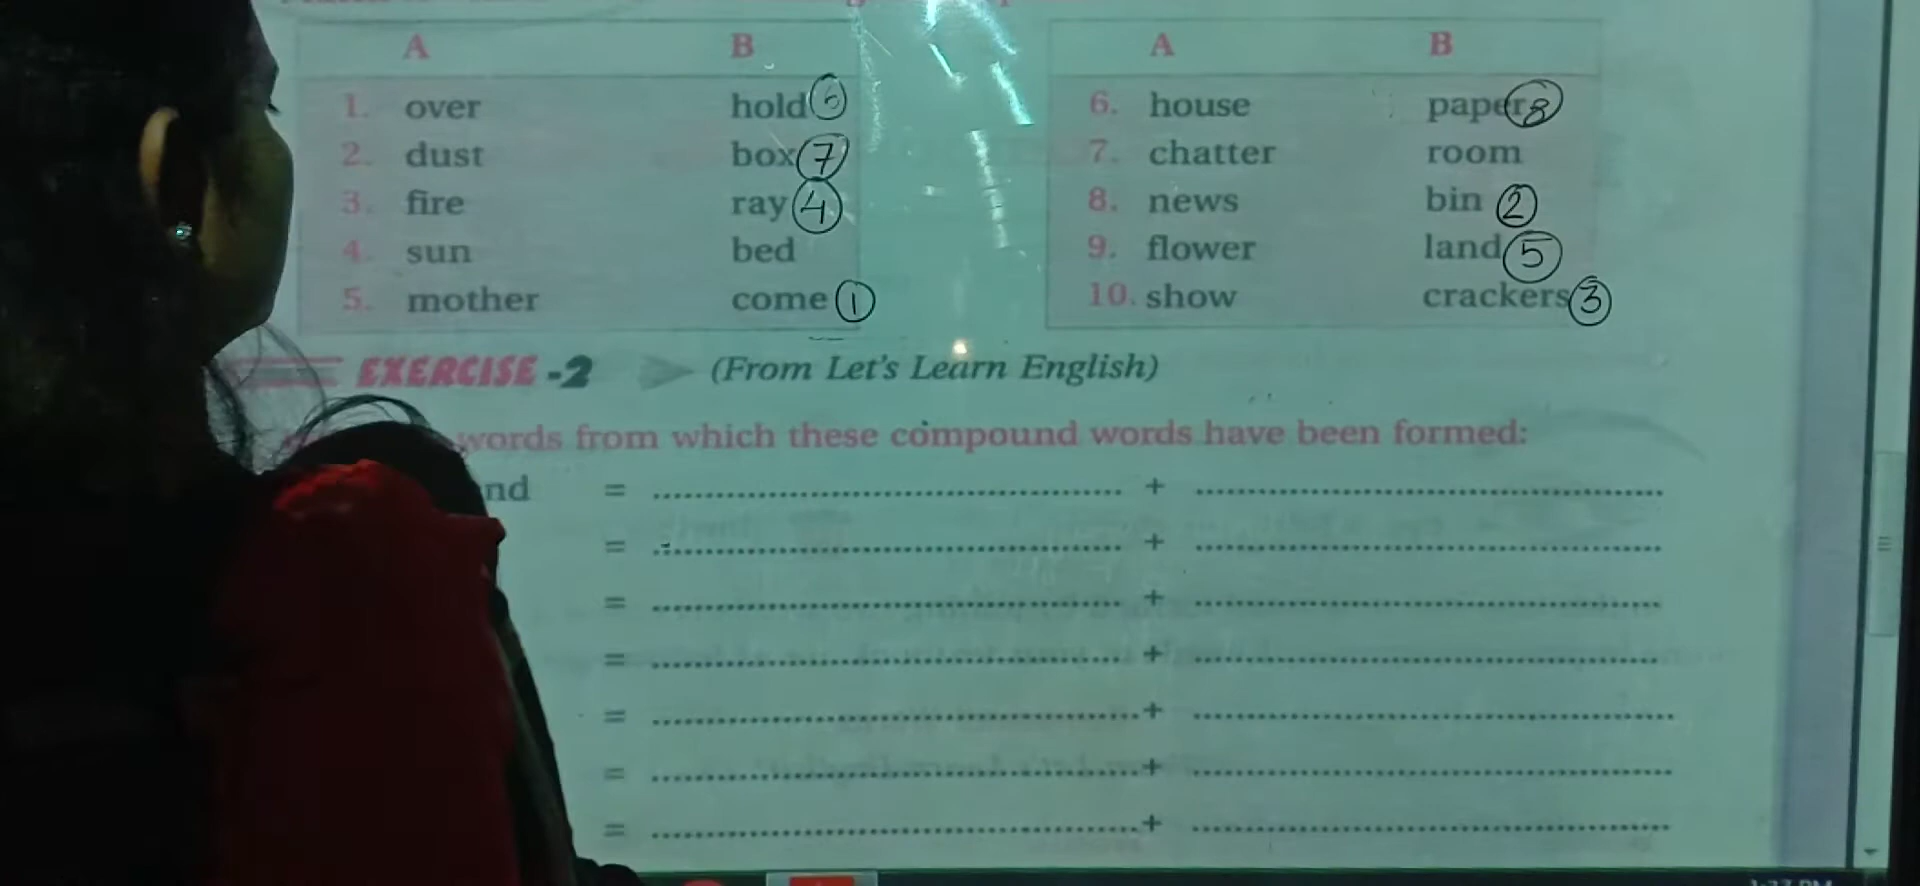 A B
1. over hold 6
2. dust box 7
3. fire ray 4
4. sun bed
5. mother come 1
A B
6. house paper 8
7. chatter room
8. news bin 2
9. flower land 5
10. show crackers 3
EXERCISE -2 (From Let's Learn English)
words from which these compound words have been formed:
nd = +
= +
= +
= +
= +
= +
= +